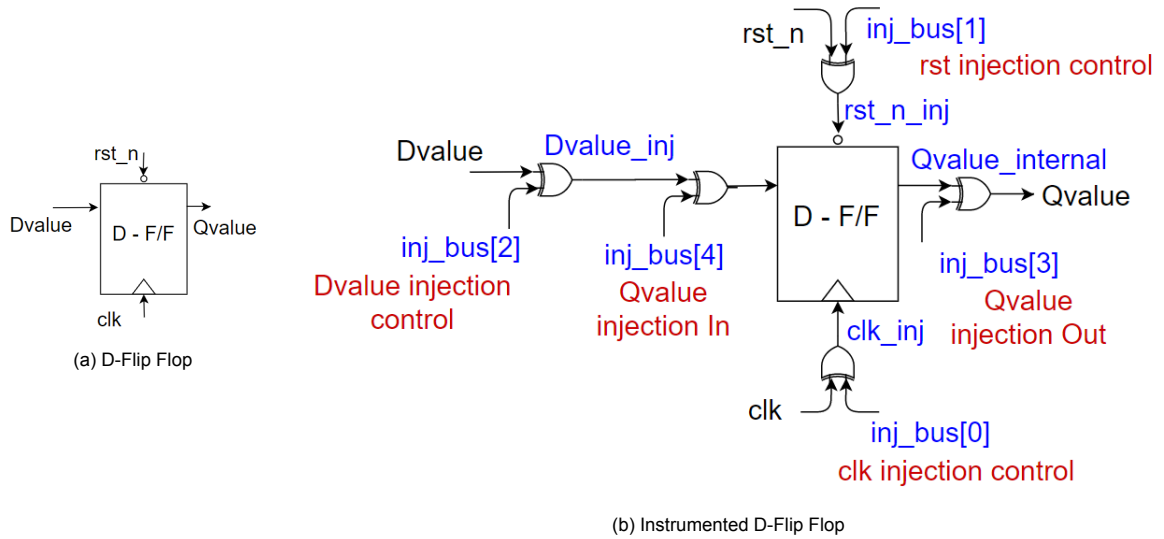 rst_n
Dvalue
D - F/F
Qvalue
clk
(a) D-Flip Flop
rst_n
inj_bus[1]
rst injection control
rst_n_inj
Dvalue
Dvalue_inj
inj_bus[2]
Dvalue injection
control
inj_bus[4]
Qvalue
injection In
D - F/F
Qvalue_internal
Qvalue
inj_bus[3]
Qvalue
injection Out
clk_inj
clk
inj_bus[0]
clk injection control
(b) Instrumented D-Flip Flop